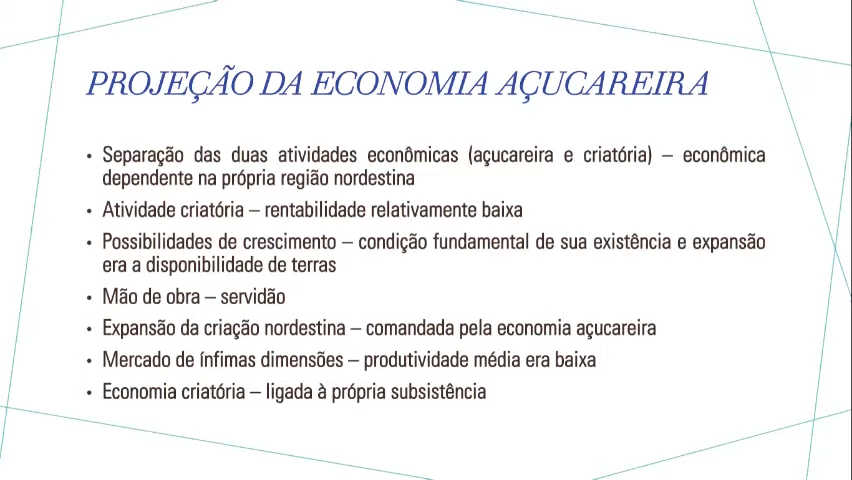 PROJEÇÃO DA ECONOMIA AÇUCAREIRA
• Separação das duas atividades econômicas (açucareira e criatória) – econômica
dependente na própria região nordestina
• Atividade criatória – rentabilidade relativamente baixa
• Possibilidades de crescimento – condição fundamental de sua existência e expansão
era a disponibilidade de terras
• Mão de obra – servidão
• Expansão da criação nordestina – comandada pela economia açucareira
• Mercado de ínfimas dimensões – produtividade média era baixa
• Economia criatória – ligada à própria subsistência